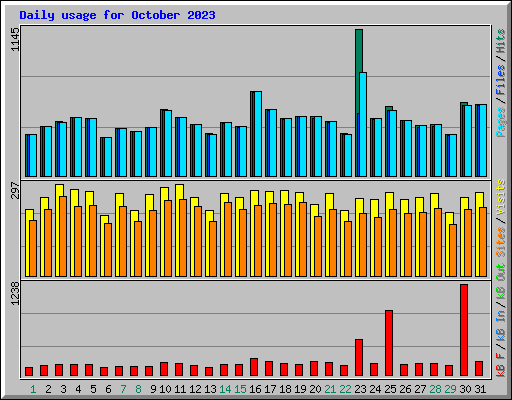 Daily usage for October 2023
1145
Pages / Files / Hits
297
Sites / Visits
1238
kB F / kB In / kB Out
1 2 3 4 5 6 7 8 9 10 11 12 13 14 15 16 17 18 19 20 21 22 23 24 25 26 27 28 29 30 31